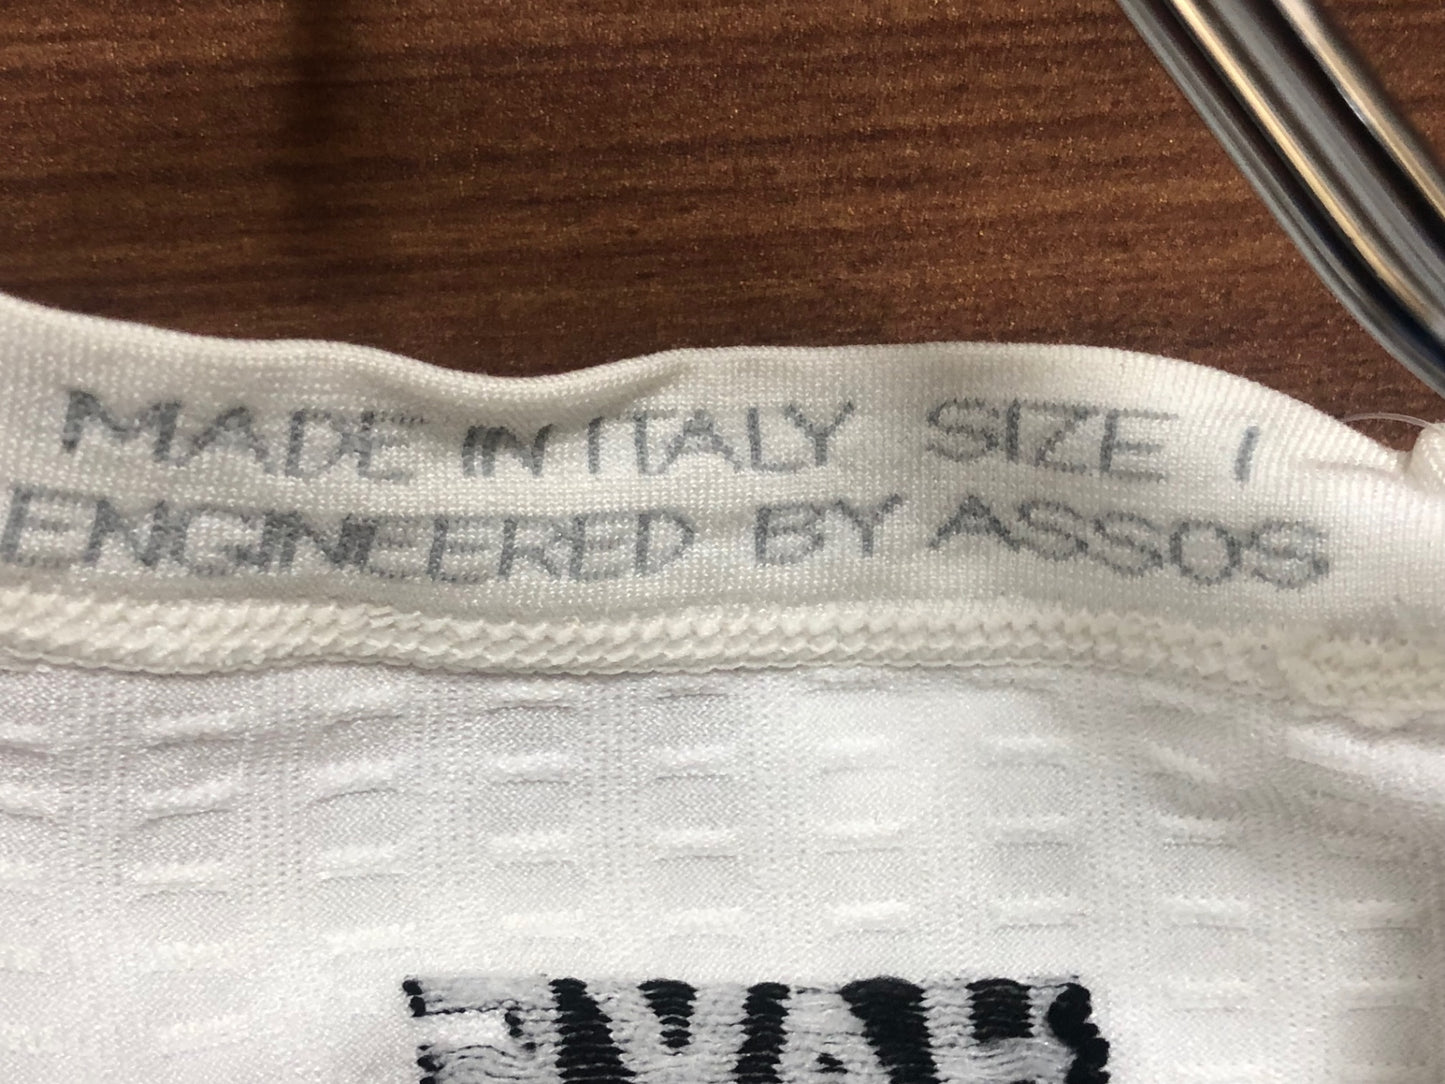 MADE IN ITALY SIZE I
ENGINEERED BY ASSOS